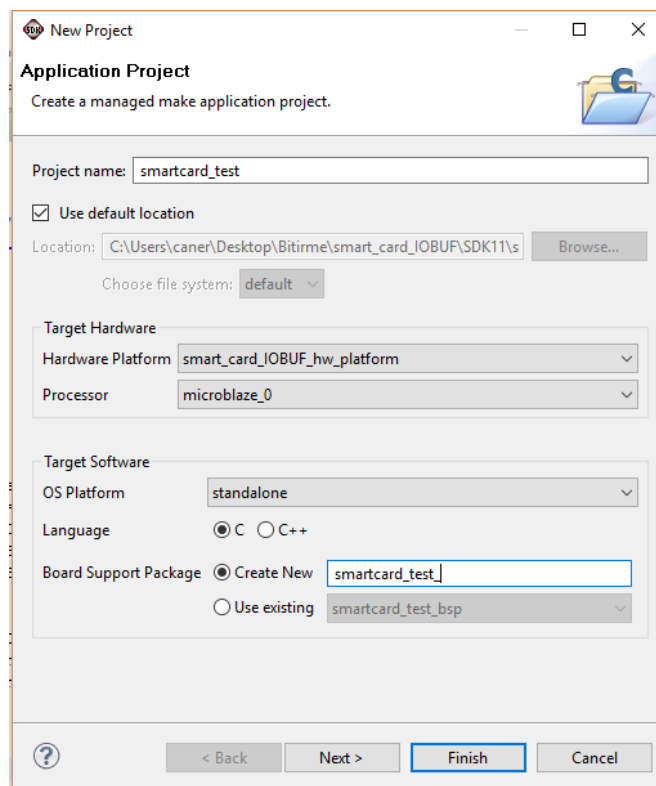 SDK New Project
Application Project
Create a managed make application project.
C
Project name: smartcard_test
Use default location
Location: C:\Users\caner\Desktop\Bitirme\smart_card_IOBUF\SDK11\s Browse...
Choose file system: default
Target Hardware
Hardware Platform smart_card_IOBUF_hw_platform
Processor microblaze_0
Target Software
OS Platform standalone
Language C C++
Board Support Package Create New smartcard_test_
Use existing smartcard_test_bsp
? < Back Next > Finish Cancel